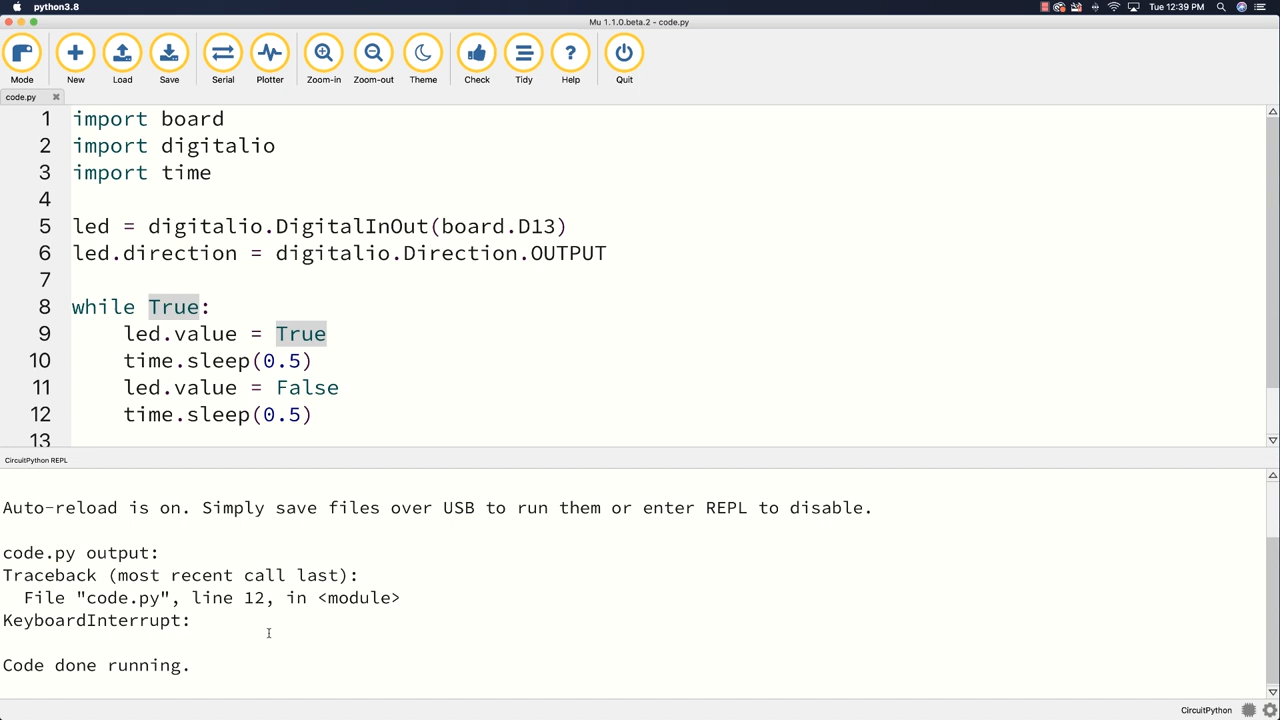 python3.8
Tue 12:39 PM
Mu 1.1.0.beta.2 - code.py
Mode New Load Save Serial Plotter Zoom-in Zoom-out Theme Check Tidy Help Quit
code.py
1 import board
2 import digitalio
3 import time
4
5 led = digitalio.DigitalInOut(board.D13)
6 led.direction = digitalio.Direction.OUTPUT
7
8 while True:
9     led.value = True
10     time.sleep(0.5)
11     led.value = False
12     time.sleep(0.5)
13
CircuitPython REPL
Auto-reload is on. Simply save files over USB to run them or enter REPL to disable.
code.py output:
Traceback (most recent call last):
  File "code.py", line 12, in <module>
KeyboardInterrupt:
Code done running.
CircuitPython